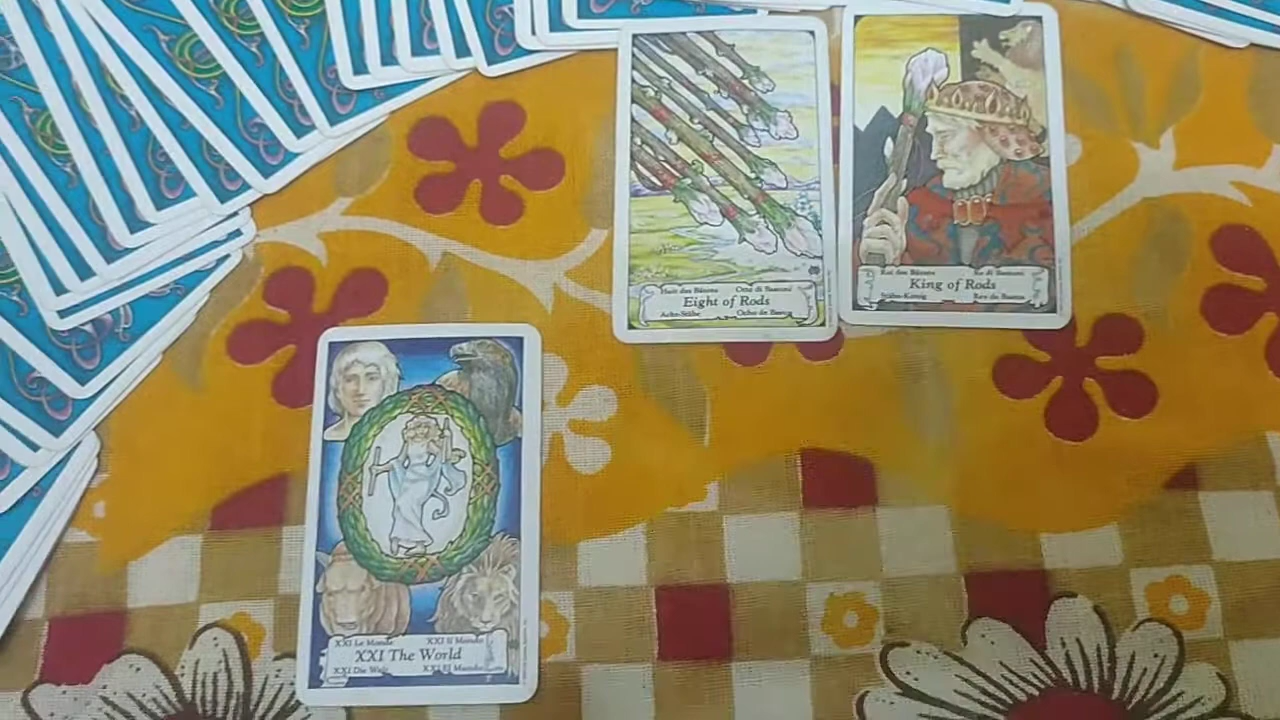 Huit des Bâtons Otto di Bastoni
Eight of Rods
Acht-Stäbe Ocho de Bastos
Roi des Bâtons Re di Bastoni
King of Rods
Stäbe-König Rey de Bastos
XXI Le Monde XXI Il Mondo
XXI The World
XXI Die Welt XXI El Mundo